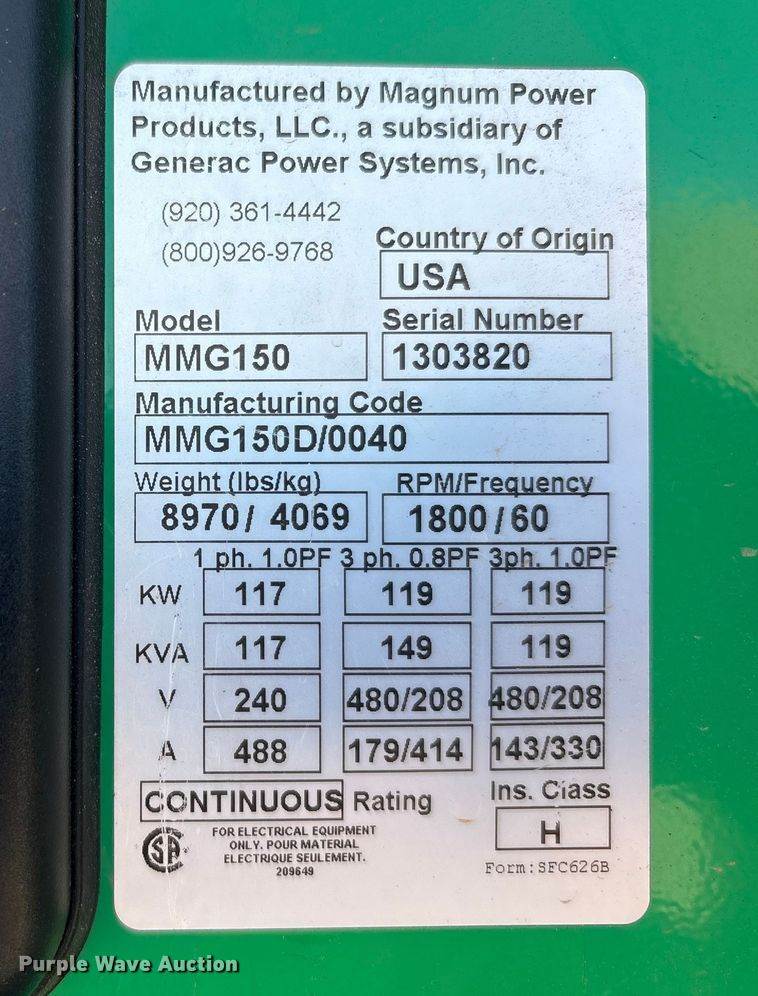 Manufactured by Magnum Power
Products, LLC., a subsidiary of
Generac Power Systems, Inc.
(920) 361-4442
(800)926-9768
Country of Origin
USA
Model
Serial Number
MMG150
1303820
Manufacturing Code
MMG150D/0040
Weight (lbs/kg)
RPM/Frequency
8970/ 4069
1800/60
1 ph. 1.0PF 3 ph. 0.8PF 3ph. 1.0PF
KW 117 119 119
KVA 117 149 119
V 240 480/208 480/208
A 488 179/414 143/330
CONTINUOUS Rating
Ins. Class
H
SA
FOR ELECTRICAL EQUIPMENT
ONLY. POUR MATERIAL
ELECTRIQUE SEULEMENT.
209649
Form:SFC626B
Purple Wave Auction